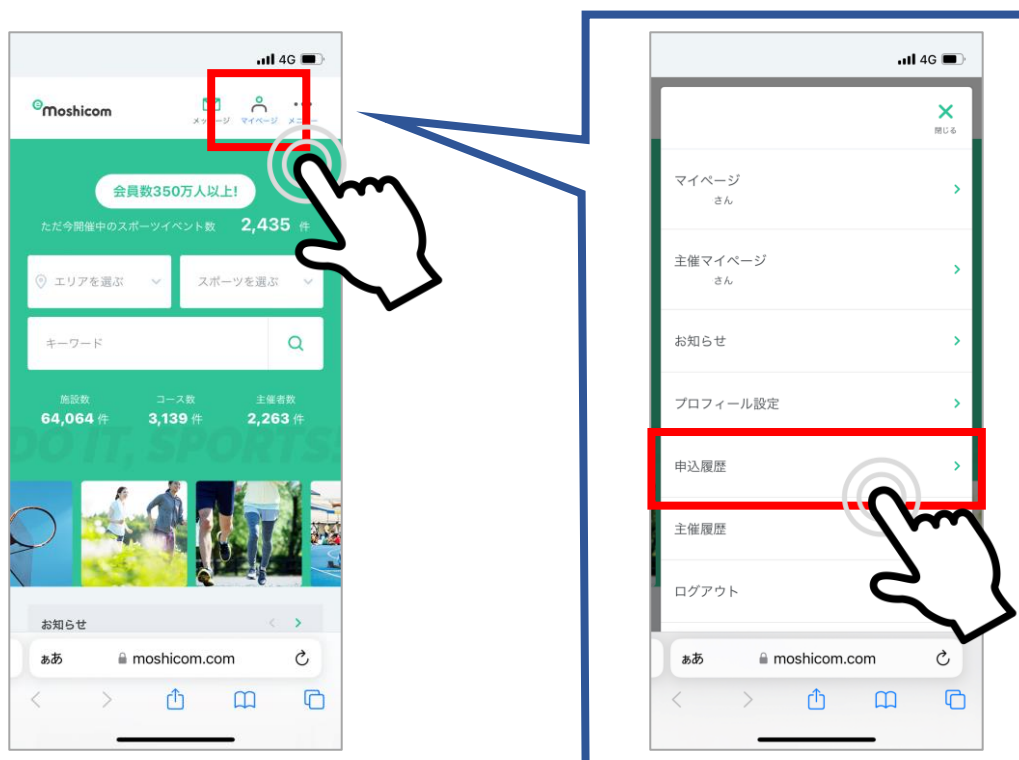 4G
moshicom
メッセージ
マイページ
メニュー
会員数350万人以上!
ただ今開催中のスポーツイベント数 2,435 件
エリアを選ぶ
スポーツを選ぶ
キーワード
施設数
コース数
主催者数
64,064 件
3,139 件
2,263 件
DO IT, SPORTS!
お知らせ
ぁあ
moshicom.com
4G
閉じる
マイページ
さん
主催マイページ
さん
お知らせ
プロフィール設定
申込履歴
主催履歴
ログアウト
ぁあ
moshicom.com